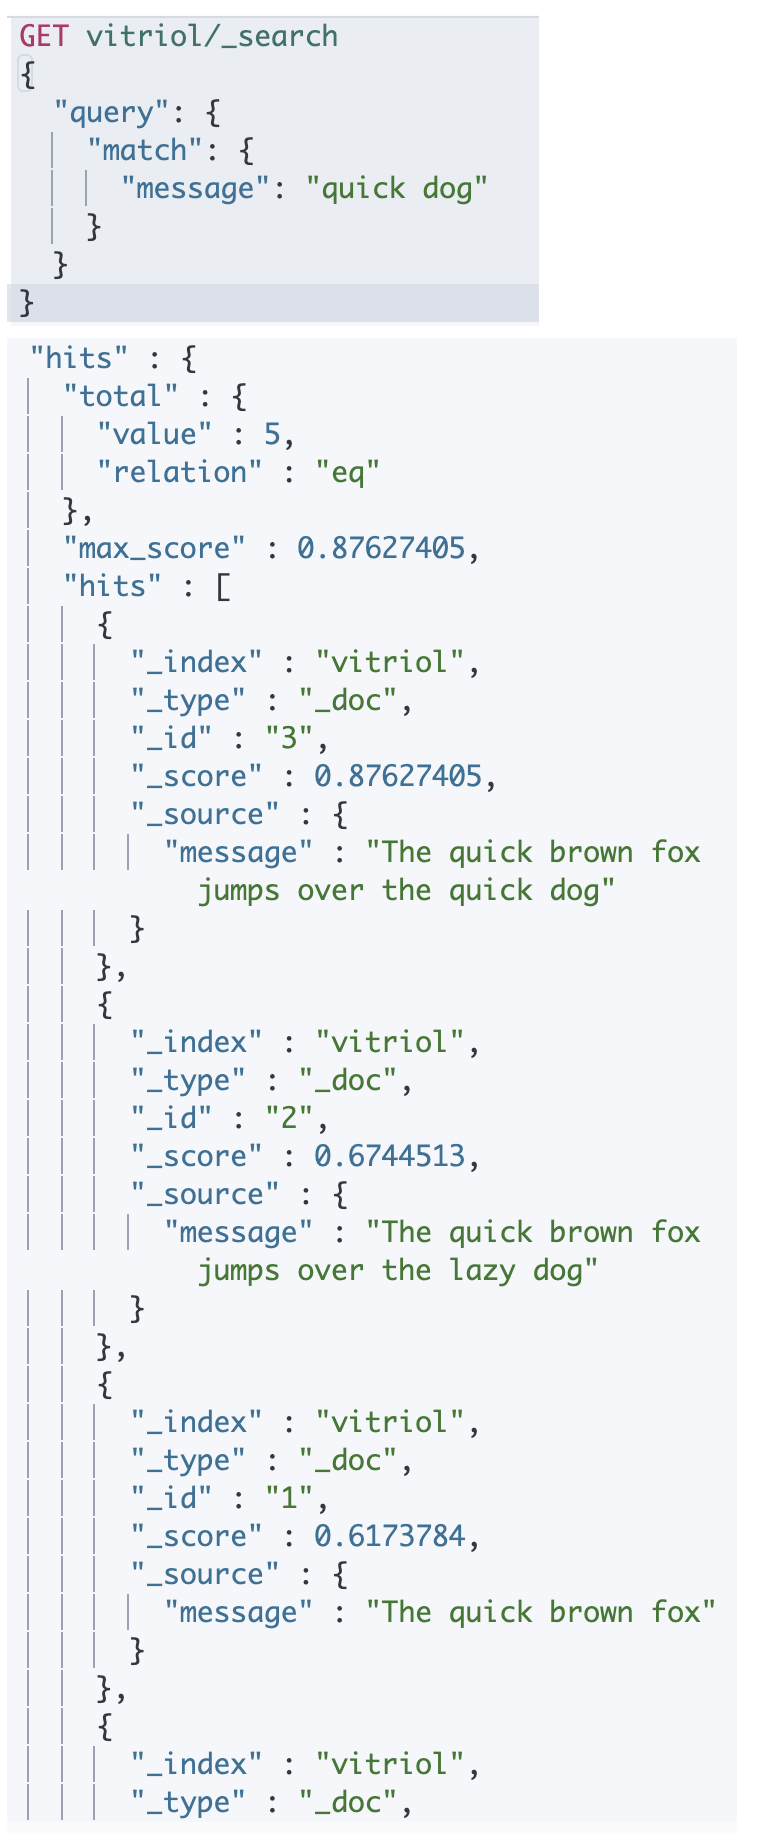 GET vitriol/_search
{
  "query": {
    "match": {
      "message": "quick dog"
    }
  }
}
"hits" : {
  "total" : {
    "value" : 5,
    "relation" : "eq"
  },
  "max_score" : 0.87627405,
  "hits" : [
    {
      "_index" : "vitriol",
      "_type" : "_doc",
      "_id" : "3",
      "_score" : 0.87627405,
      "_source" : {
        "message" : "The quick brown fox
          jumps over the quick dog"
      }
    },
    {
      "_index" : "vitriol",
      "_type" : "_doc",
      "_id" : "2",
      "_score" : 0.6744513,
      "_source" : {
        "message" : "The quick brown fox
          jumps over the lazy dog"
      }
    },
    {
      "_index" : "vitriol",
      "_type" : "_doc",
      "_id" : "1",
      "_score" : 0.6173784,
      "_source" : {
        "message" : "The quick brown fox"
      }
    },
    {
      "_index" : "vitriol",
      "_type" : "_doc",